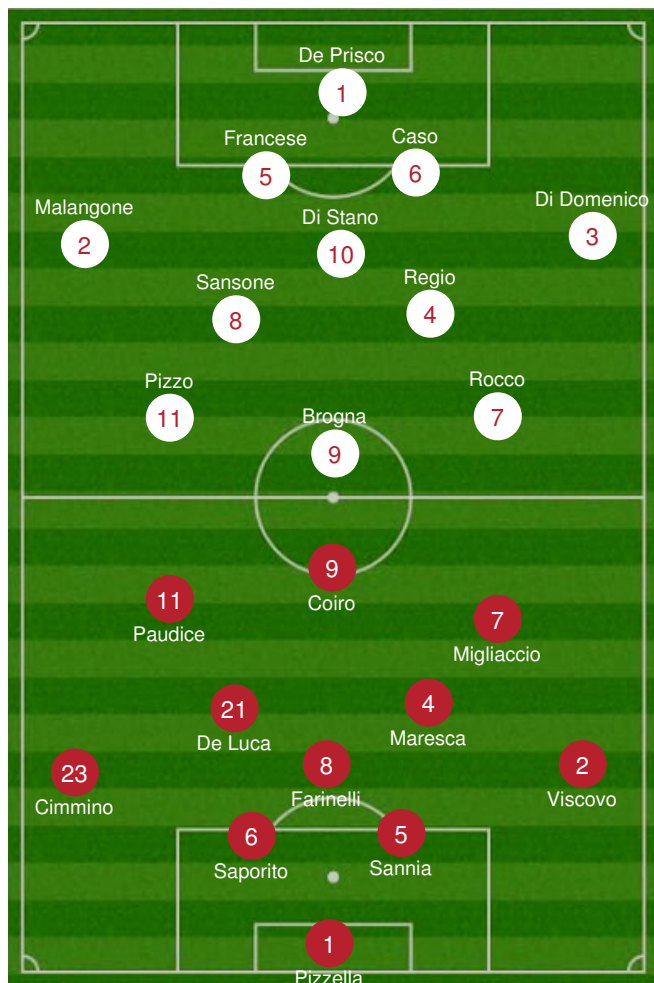 De Prisco
1
Francese
Caso
5
6
Malangone
Di Stano
Di Domenico
2
10
3
Sansone
Regio
8
4
Pizzo
Brogna
Rocco
11
9
7
9
Coiro
11
Paudice
7
Migliaccio
21
De Luca
4
Maresca
23
Cimmino
8
Farinelli
2
Viscovo
6
Saporito
5
Sannia
1
Pizzella